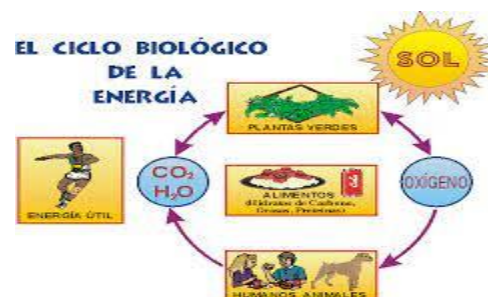 EL CICLO BIOLÓGICO
DE LA
ENERGÍA
SOL
PLANTAS VERDES
ENERGÍA ÚTIL
CO₂
H₂O
ALIMENTOS
(Hidratos de Carbono,
Grasas, Proteínas)
OXÍGENO
HUMANOS, ANIMALES